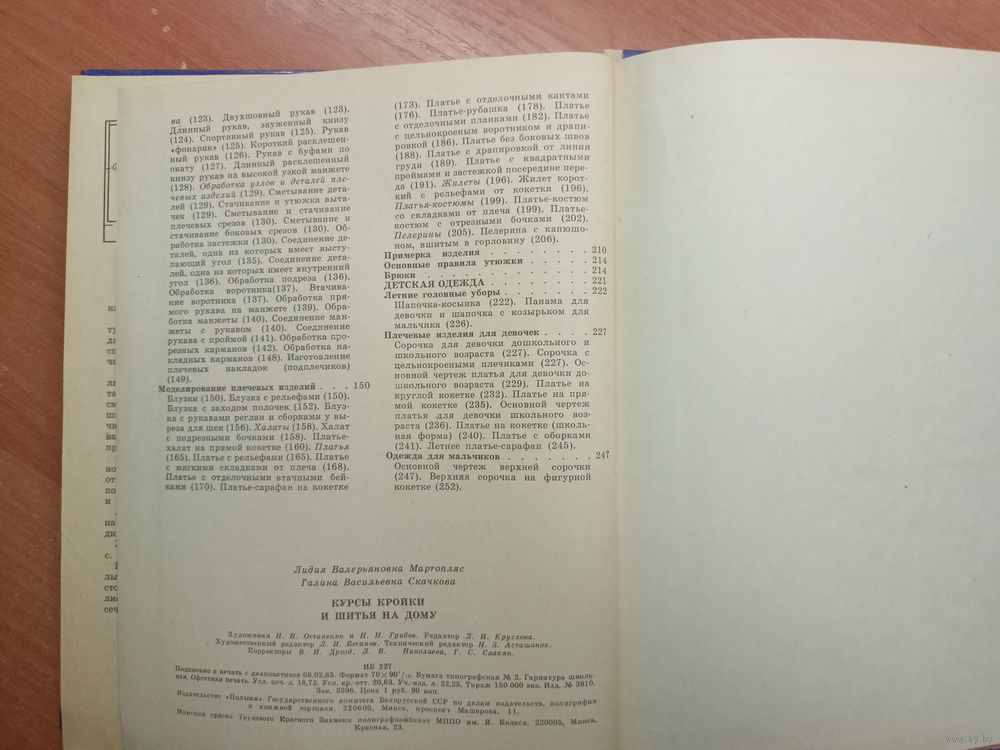 ва (123). Двухшовный рукав (123).
Длинный рукав, зауженный книзу
(124). Спортивный рукав (125). Рукав
«фонарик» (125). Короткий расклешен-
ный рукав (126). Рукав с буфами по
окату (127). Длинный расклешенный
книзу рукав на высокой узкой манжете
(128). Обработка узлов и деталей пле-
чевых изделий (129). Сметывание дета-
лей (129). Стачивание и утюжка выта-
чек (129). Сметывание и стачивание
плечевых срезов (130). Сметывание и
стачивание боковых срезов (130). Об-
работка застежки (130). Соединение де-
талей, одна из которых имеет высту-
пающий угол (135). Соединение дета-
лей, одна из которых имеет внутренний
угол (136). Обработка подреза (136).
Обработка воротника(137). Втачива-
ние воротника (137). Обработка пря-
мого рукава на манжете (139). Обра-
ботка манжеты (140). Соединение ман-
жеты с рукавом (140). Соединение
рукава с проймой (141). Обработка про-
резных карманов (142). Обработка на-
кладных карманов (148). Изготовление
плечевых накладок (подплечиков)
(149).
Моделирование плечевых изделий . . . 150
Блузки (150). Блузка с рельефами (150).
Блузка с заходом полочек (152). Блуз-
ка с рукавами реглан и сборками у вы-
реза для шеи (156). Халаты (158). Халат
с подрезными бочками (158). Платье-
халат на прямой кокетке (160). Платья
(165). Платье с рельефами (165). Платье
с мягкими складками от плеча (168).
Платье с отделочными втачными бей-
ками (170). Платье-сарафан на кокетке
(173). Платье с отделочными кантами
(176). Платье-рубашка (178). Платье
с отделочными планками (182). Платье
с цельнокроеным воротником и драпи-
ровкой (186). Платье без боковых швов
(188). Платье с драпировкой от линии
груди (189). Платье с квадратными
проймами и застежкой посередине пере-
да (191). Жилеты (196). Жилет корот-
кий с рельефами от кокетки (196).
Платья-костюмы (199). Платье-костюм
со складками от плеча (199). Платье-
костюм с отрезными бочками (202).
Пелерины (205). Пелерина с капюшо-
ном, вшитым в горловину (206).
Примерка изделия . . . . . . . . 210
Основные правила утюжки . . . . . 214
Брюки . . . . . . . . . . . . . 214
ДЕТСКАЯ ОДЕЖДА . . . . . . . . 221
Летние головные уборы . . . . . . 222
Шапочка-косынка (222). Панама для
девочки и шапочка с козырьком для
мальчика (226).
Плечевые изделия для девочек . . . . 227
Сорочка для девочки дошкольного и
школьного возраста (227). Сорочка с
цельнокроеными плечиками (227). Ос-
новной чертеж платья для девочки до-
школьного возраста (229). Платье на
круглой кокетке (232). Платье на пря-
мой кокетке (235). Основной чертеж
платья для девочки школьного воз-
раста (236). Платье на кокетке (школь-
ная форма) (240). Платье с оборками
(241). Летнее платье-сарафан (245).
Одежда для мальчиков . . . . . . . 247
Основной чертеж верхней сорочки
(247). Верхняя сорочка на фигурной
кокетке (252).
Лидия Валерьяновна Мартопляс
Галина Васильевна Скачкова
КУРСЫ КРОЙКИ
И ШИТЬЯ НА ДОМУ
Художники Н. Н. Остапенко и Н. Н. Грибов. Редактор Л. И. Круглова.
Художественный редактор Л. И. Беганов. Технический редактор Н. З. Асташонок.
Корректоры В. И. Дрозд, Л. В. Николаева, Г. С. Саакян.
ИБ 227
Подписано в печать с диапозитивов 08.02.83. Формат 70×90¹/₁₆. Бумага типографская № 2. Гарнитура школь-
ная. Офсетная печать. Усл. печ. л. 18,72. Усл. кр.-отт. 20,63. Уч.-изд. л. 22,25. Тираж 150 000 экз. Изд. № 3810.
Зак. 3396. Цена 1 руб. 90 коп.
Издательство «Полымя» Государственного комитета Белорусской ССР по делам издательств, полиграфии
и книжной торговли. 220600, Минск, проспект Машерова, 11.
Минская ордена Трудового Красного Знамени полиграфкомбинат МППО им. Я. Коласа. 220005, Минск,
Красная, 23.
www.ay.by